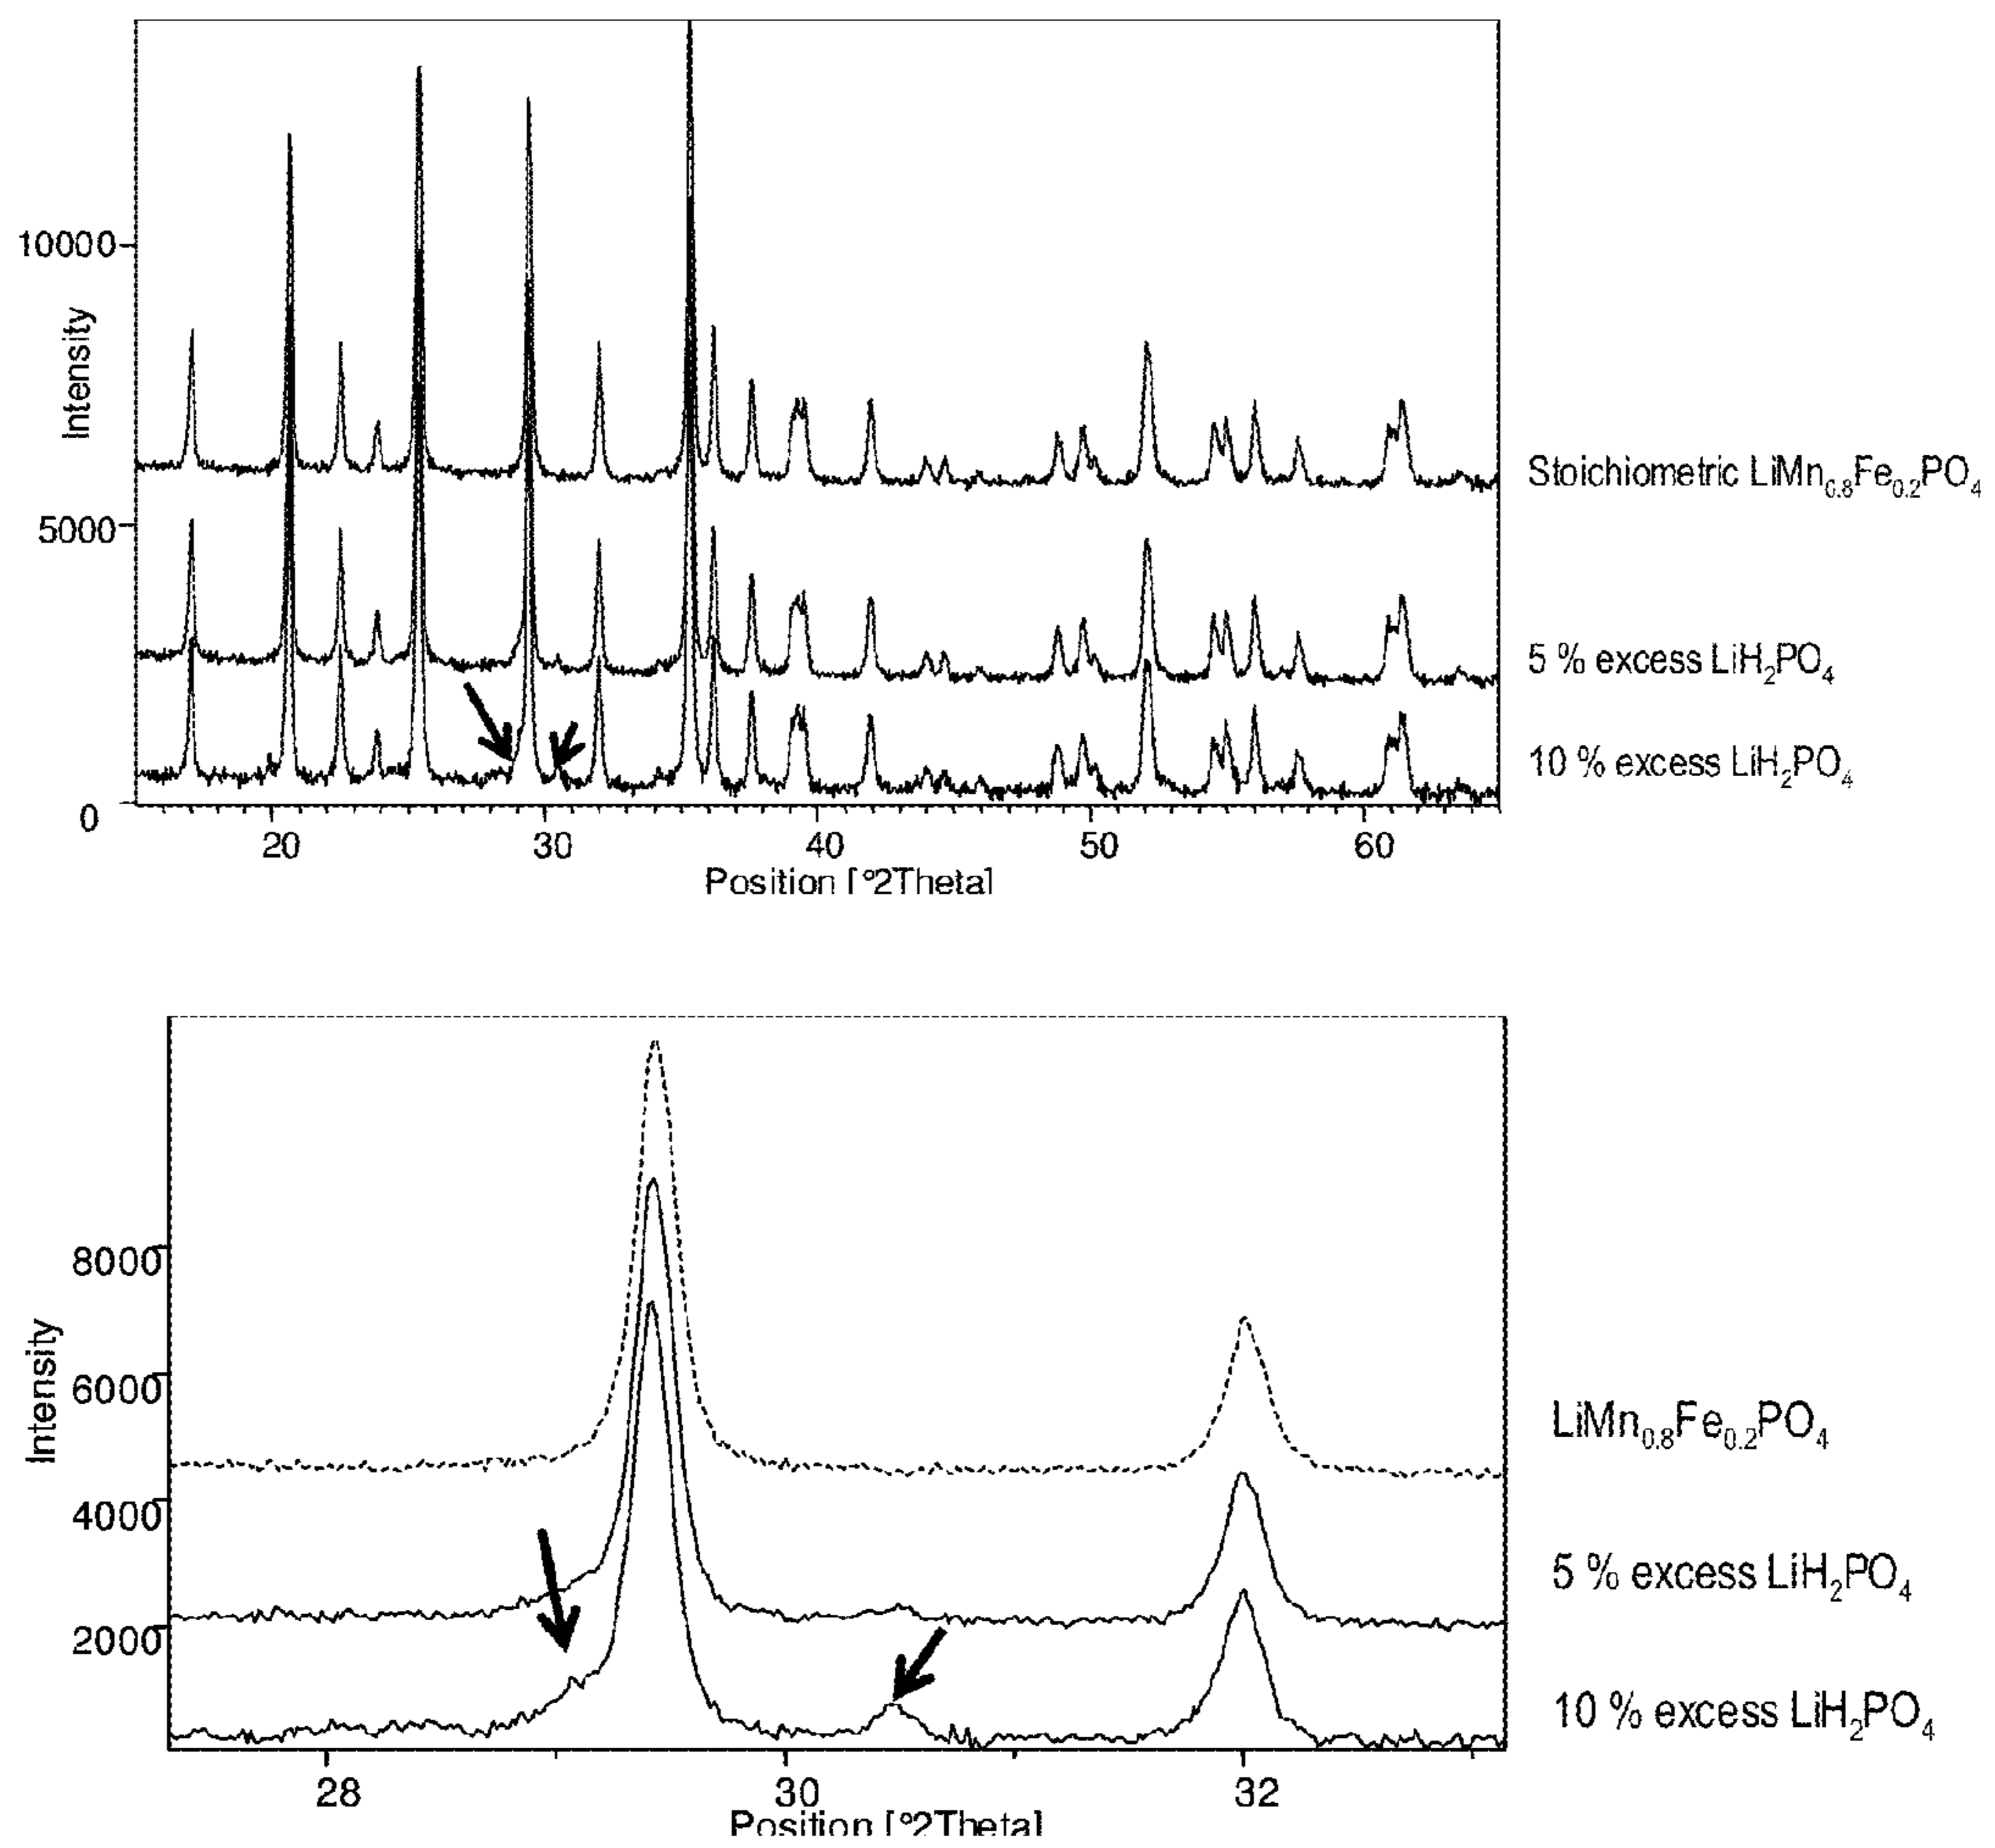 10000
5000
0
Intensity
Stoichiometric LiMn₀.₈Fe₀.₂PO₄
5 % excess LiH₂PO₄
10 % excess LiH₂PO₄
20 30 40 50 60
Position [°2Theta]
8000
6000
4000
2000
Intensity
LiMn₀.₈Fe₀.₂PO₄
5 % excess LiH₂PO₄
10 % excess LiH₂PO₄
28 30 32
Position [°2Theta]